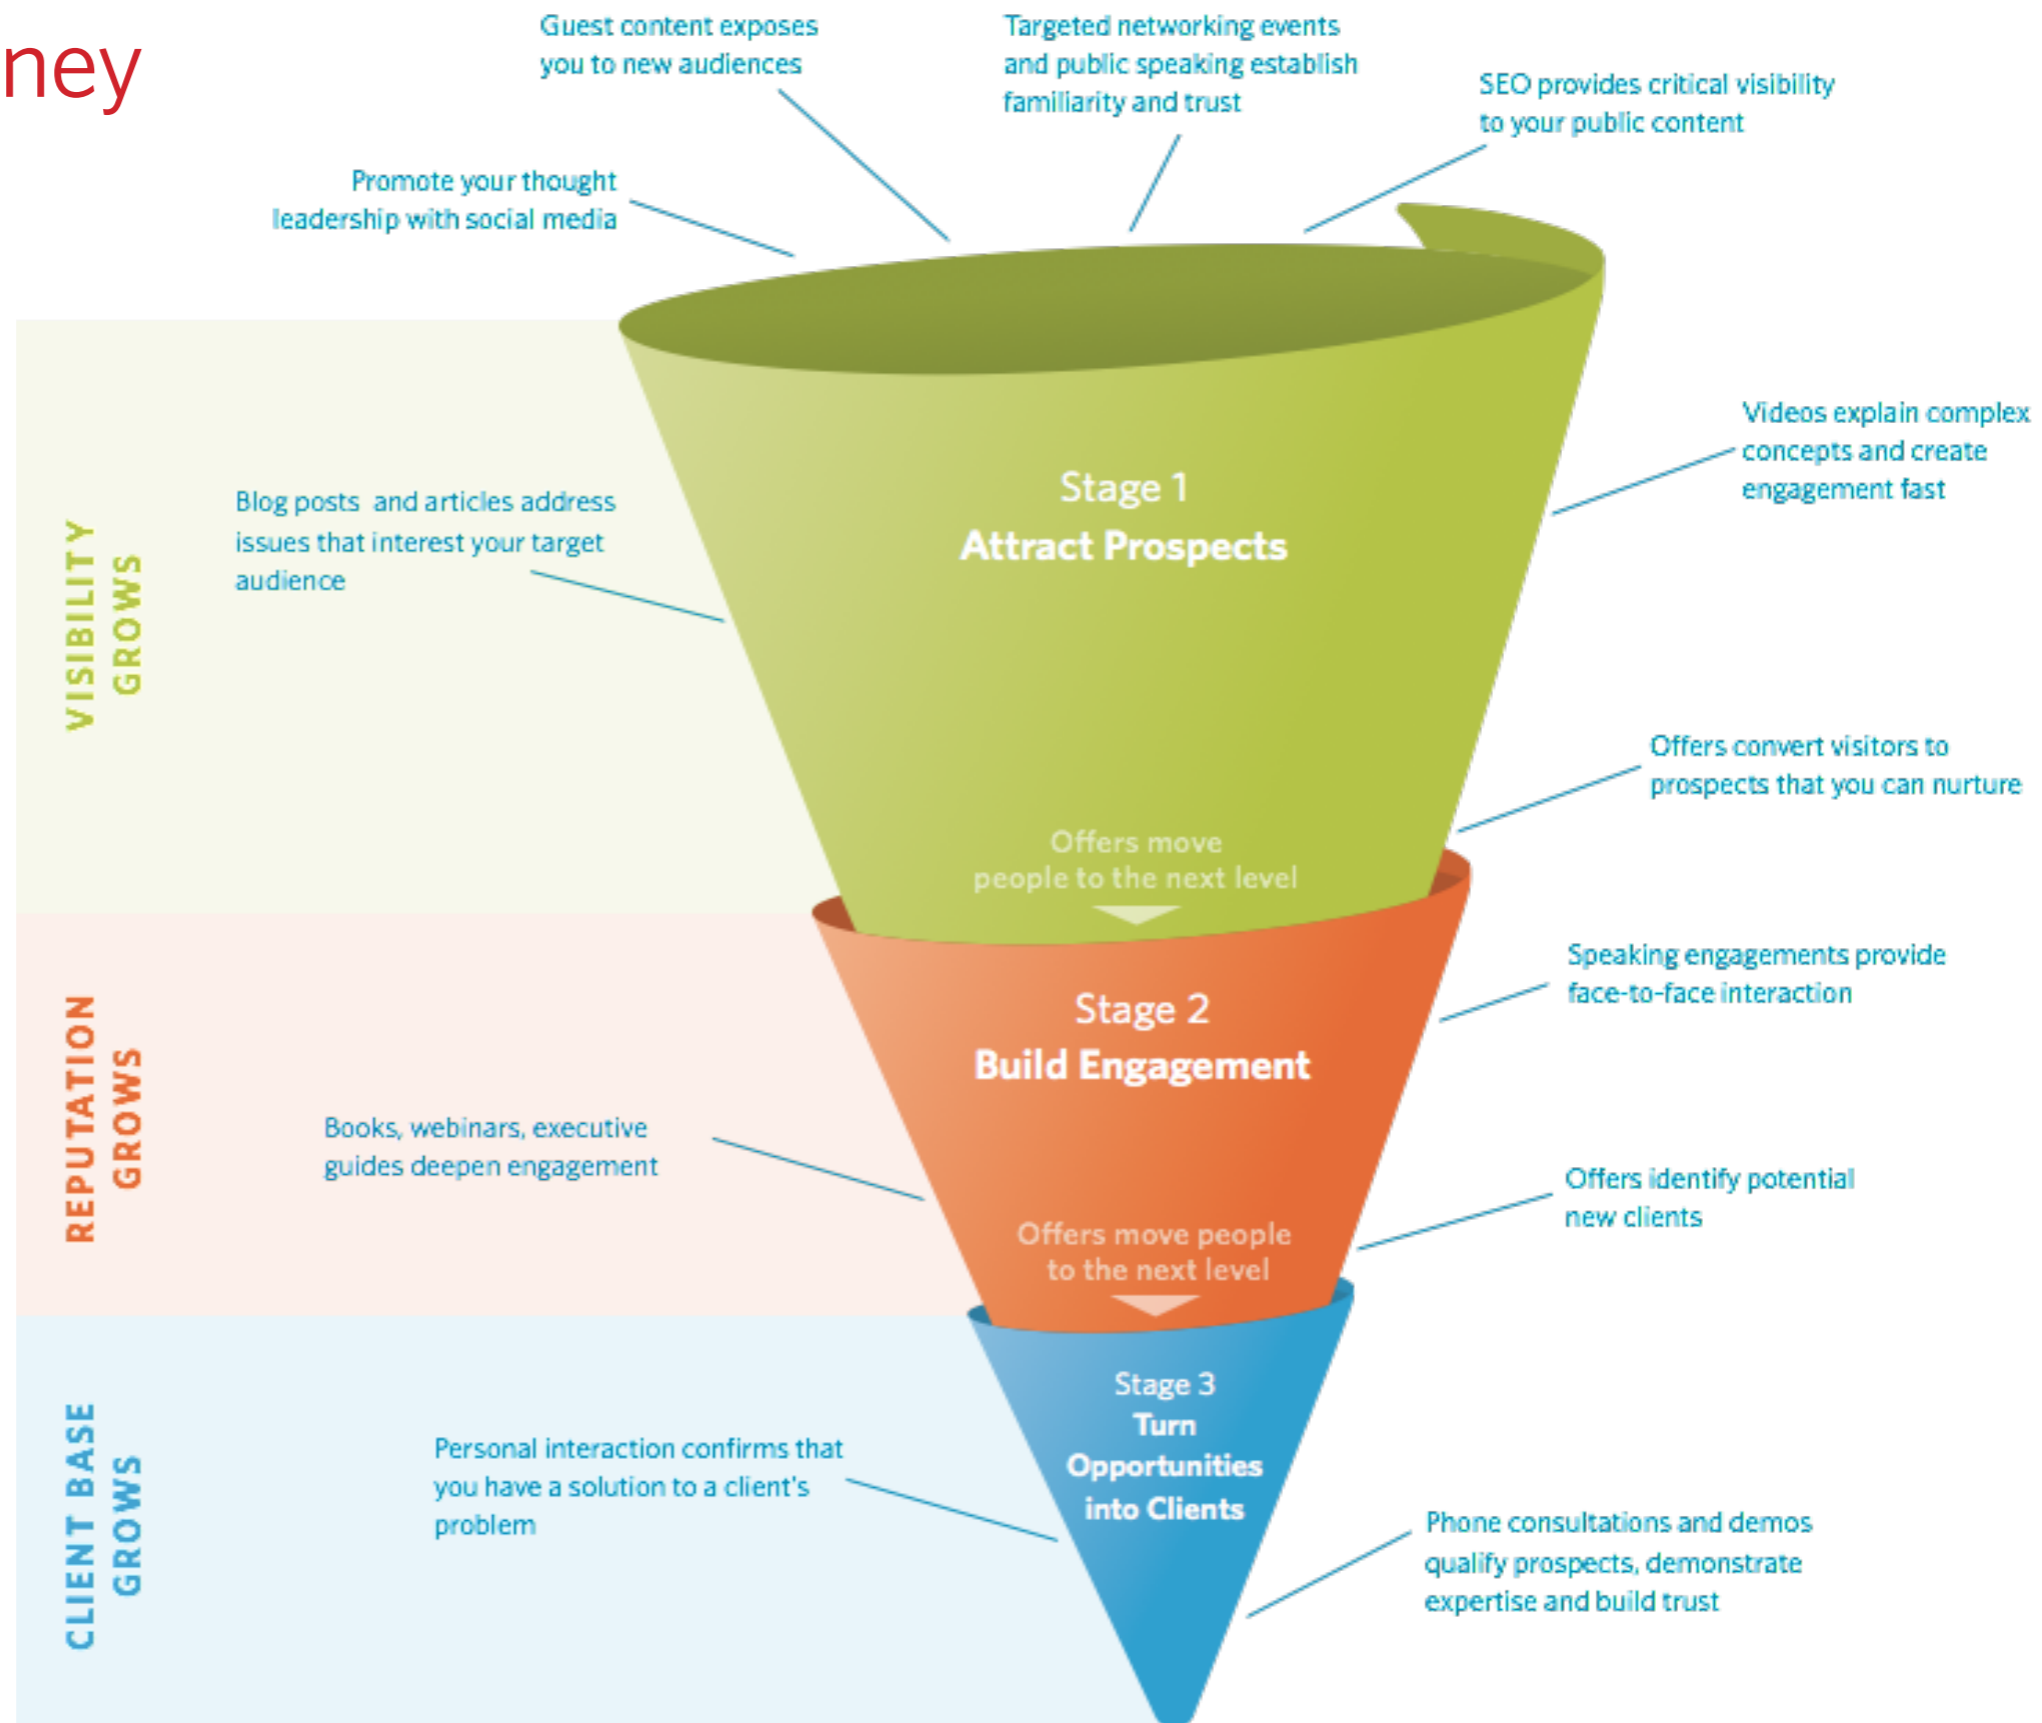 ney
Guest content exposes
you to new audiences
Targeted networking events
and public speaking establish
familiarity and trust
SEO provides critical visibility
to your public content
Promote your thought
leadership with social media
Videos explain complex
concepts and create
engagement fast
Stage 1
Attract Prospects
Blog posts and articles address
issues that interest your target
audience
VISIBILITY
GROWS
Offers convert visitors to
prospects that you can nurture
Offers move
people to the next level
Speaking engagements provide
face-to-face interaction
Stage 2
Build Engagement
REPUTATION
GROWS
Books, webinars, executive
guides deepen engagement
Offers identify potential
new clients
Offers move people
to the next level
Stage 3
Turn
Opportunities
into Clients
CLIENT BASE
GROWS
Personal interaction confirms that
you have a solution to a client's
problem
Phone consultations and demos
qualify prospects, demonstrate
expertise and build trust